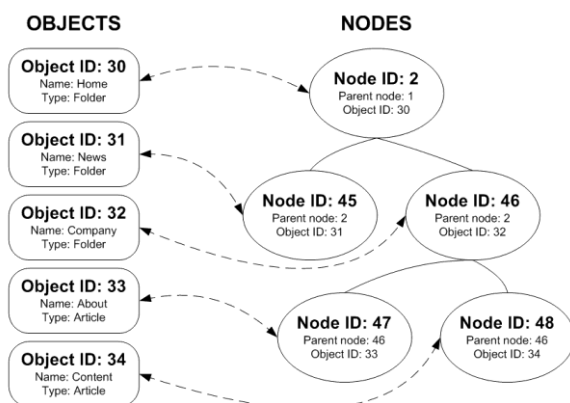 OBJECTS
NODES
Object ID: 30
Name: Home
Type: Folder
Object ID: 31
Name: News
Type: Folder
Object ID: 32
Name: Company
Type: Folder
Object ID: 33
Name: About
Type: Article
Object ID: 34
Name: Content
Type: Article
Node ID: 2
Parent node: 1
Object ID: 30
Node ID: 45
Parent node: 2
Object ID: 31
Node ID: 46
Parent node: 2
Object ID: 32
Node ID: 47
Parent node: 46
Object ID: 33
Node ID: 48
Parent node: 46
Object ID: 34